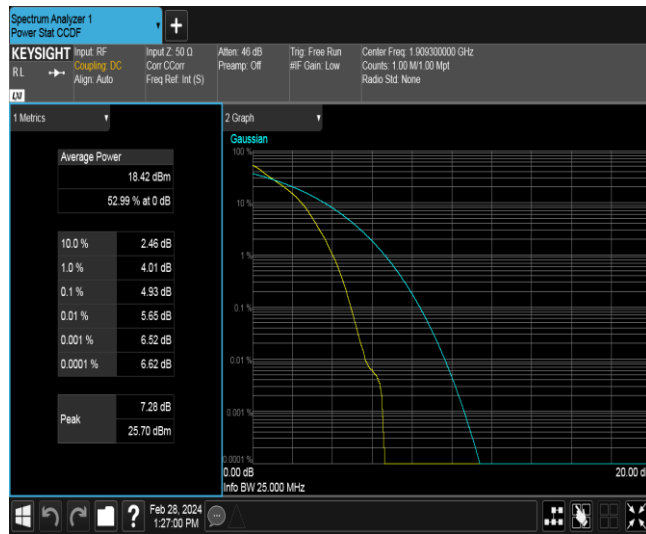 Spectrum Analyzer 1
Power Stat CCDF
+
KEYSIGHT
RL
LXI
Input: RF
Coupling: DC
Align: Auto
Input Z: 50 Ω
Corr CCorr
Freq Ref: Int (S)
Atten: 46 dB
Preamp: Off
Trig: Free Run
#IF Gain: Low
Center Freq: 1.909300000 GHz
Counts: 1.00 M/1.00 Mpt
Radio Std: None
1 Metrics
Average Power
18.42 dBm
52.99 % at 0 dB
10.0 % 2.46 dB
1.0 % 4.01 dB
0.1 % 4.93 dB
0.01 % 5.65 dB
0.001 % 6.52 dB
0.0001 % 6.62 dB
Peak
7.28 dB
25.70 dBm
2 Graph
Gaussian
100 %
10 %
1 %
0.1 %
0.01 %
0.001 %
0.0001 %
0.00 dB
20.00 d
Info BW 25.000 MHz
?
Feb 28, 2024
1:27:00 PM